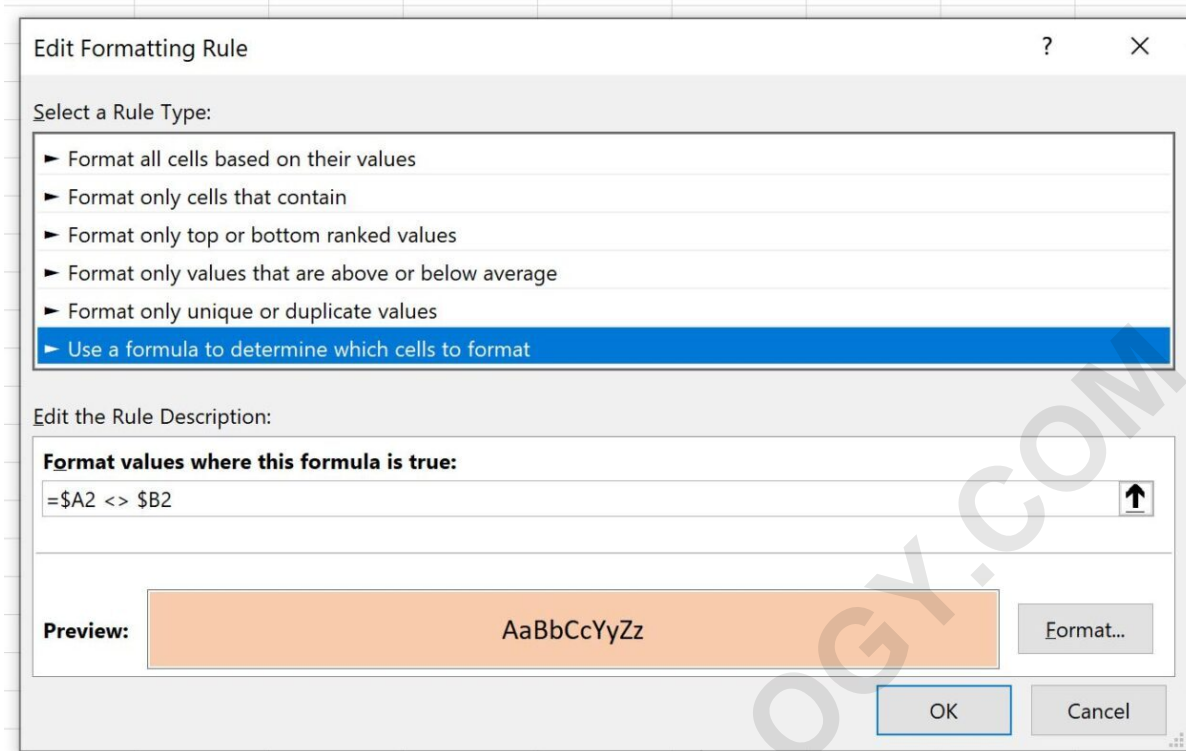 Edit Formatting Rule
?
Select a Rule Type:
► Format all cells based on their values
► Format only cells that contain
► Format only top or bottom ranked values
► Format only values that are above or below average
► Format only unique or duplicate values
► Use a formula to determine which cells to format
Edit the Rule Description:
Format values where this formula is true:
=$A2 <> $B2
Preview:
AaBbCcYyZz
Format...
OK
Cancel
OGY.COM